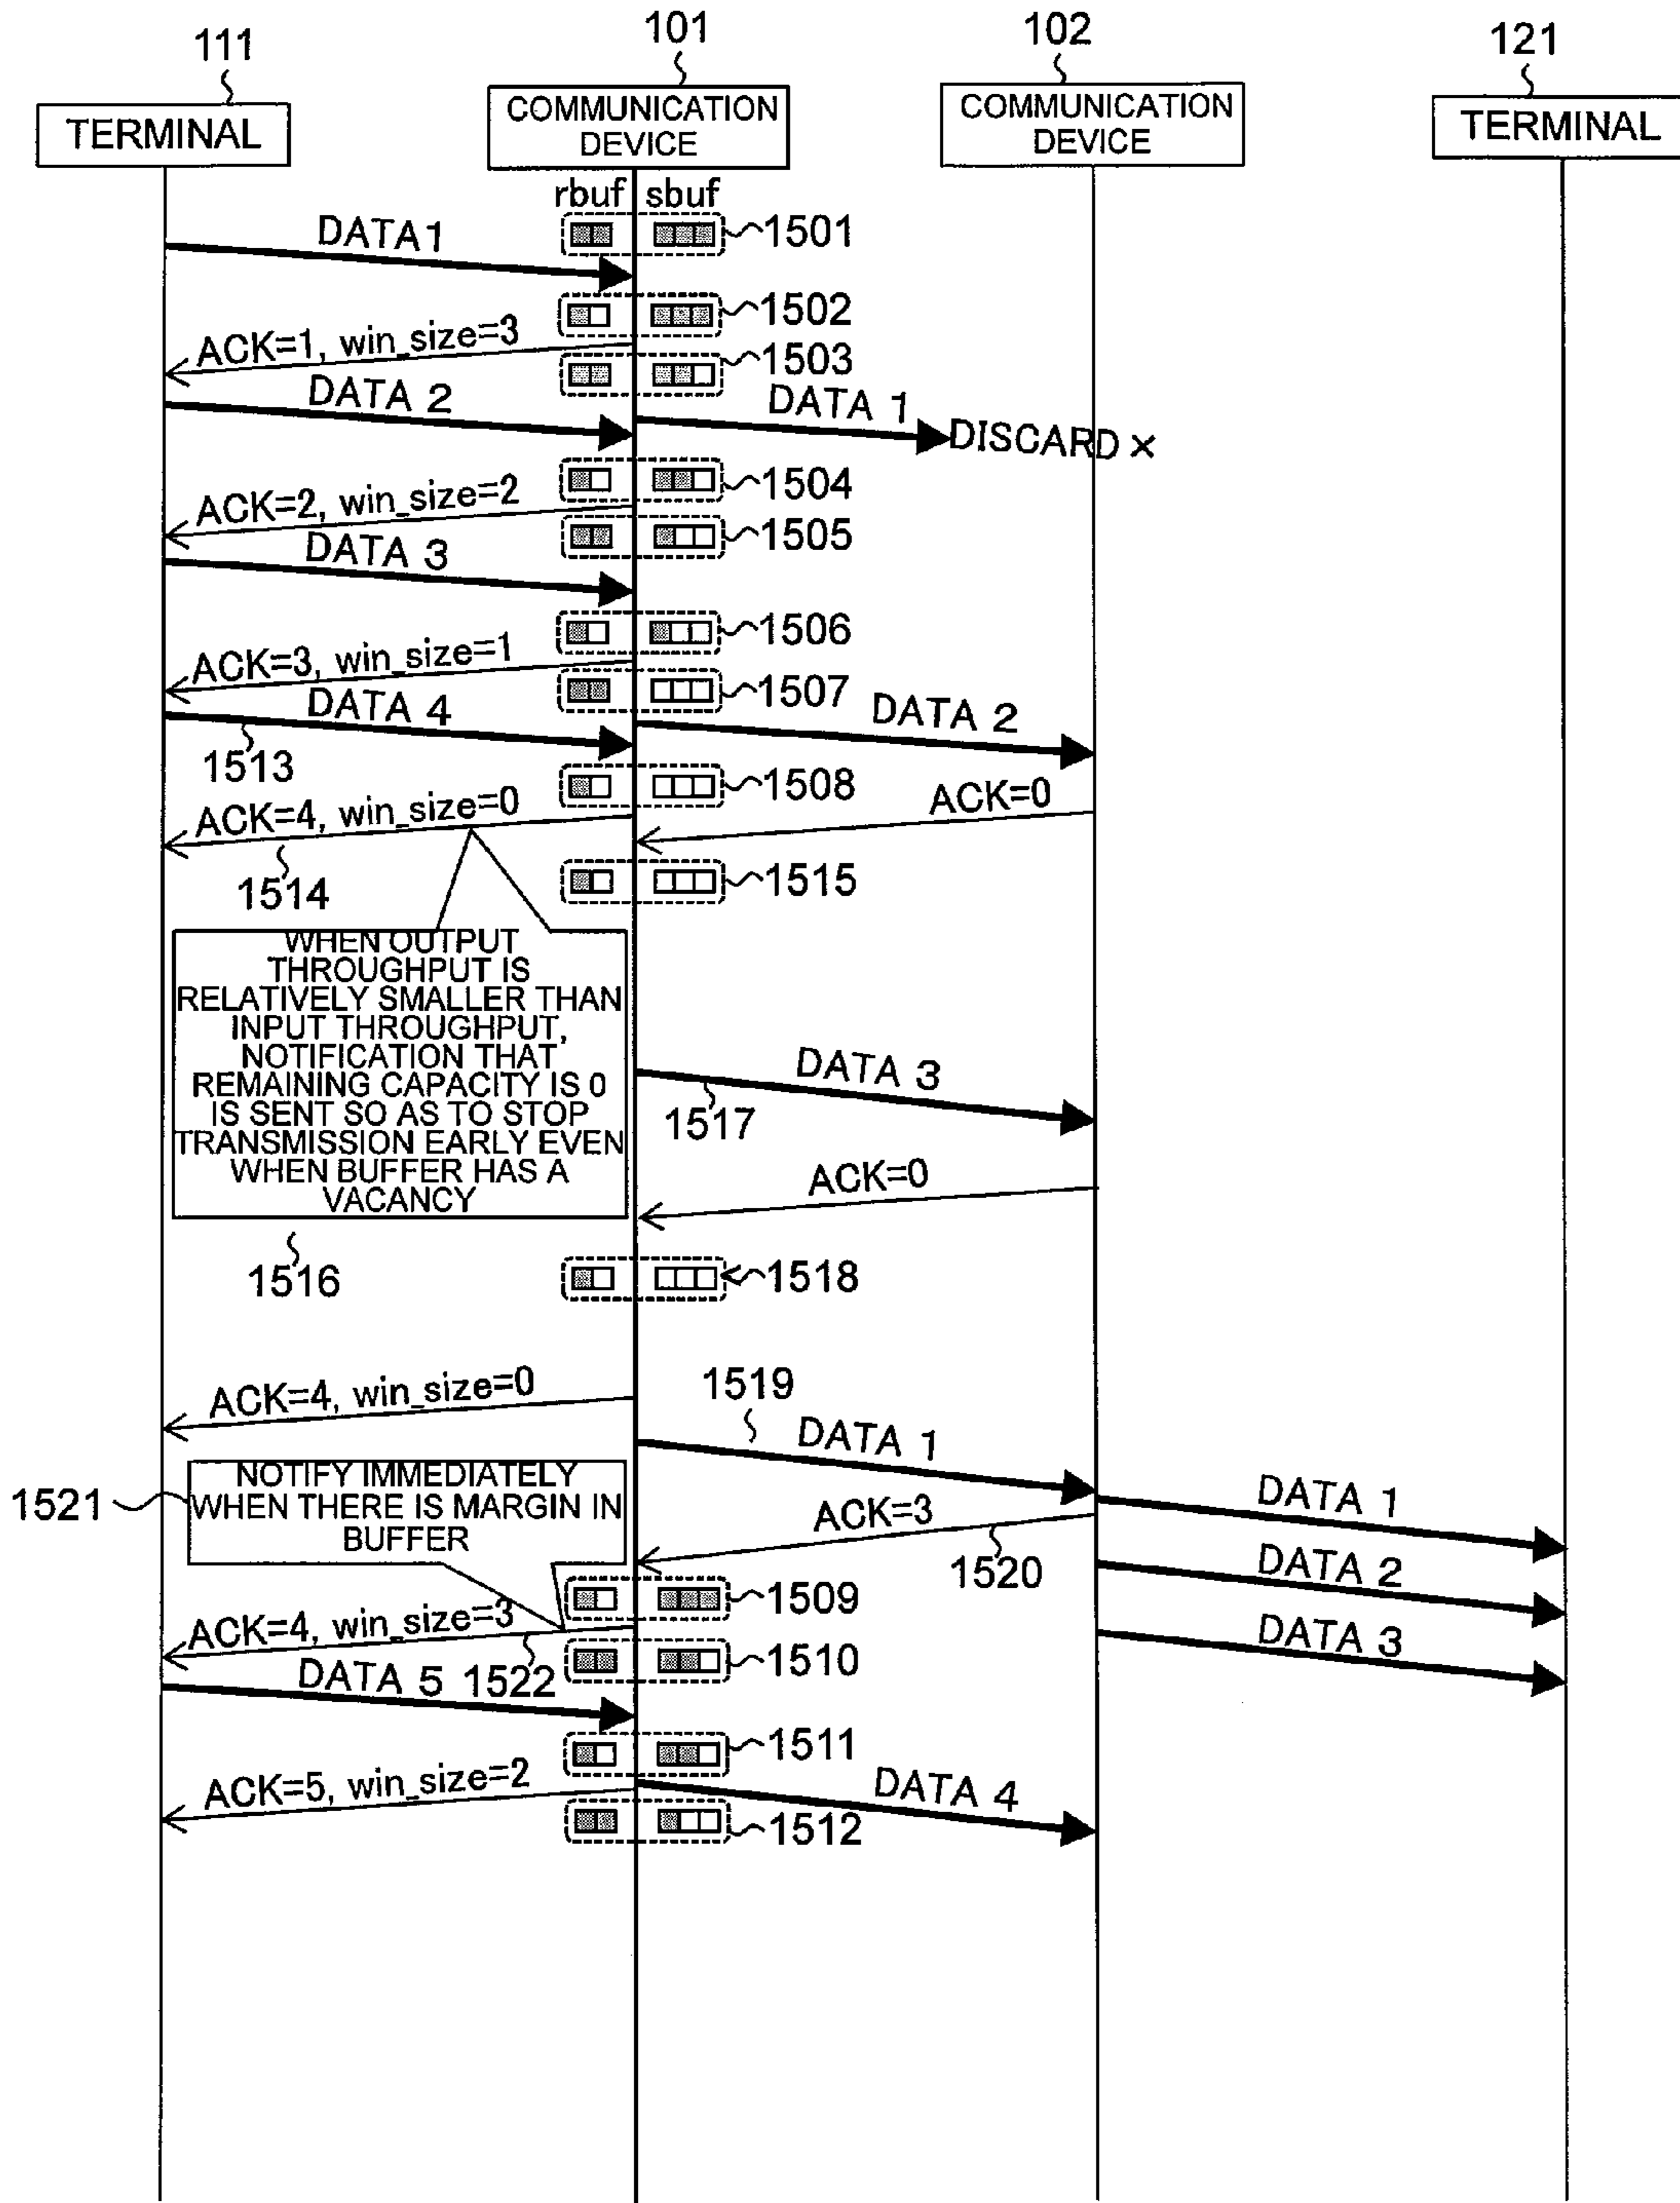 111
101
102
121
TERMINAL
COMMUNICATION
DEVICE
COMMUNICATION
DEVICE
TERMINAL
rbuf sbuf
1501
DATA1
1502
ACK=1, win_size=3
1503
DATA 2
DATA 1
DISCARD ×
1504
ACK=2, win_size=2
1505
DATA 3
1506
ACK=3, win_size=1
1507
DATA 4
DATA 2
1513
1508
ACK=4, win_size=0
ACK=0
1514
1515
WHEN OUTPUT
THROUGHPUT IS
RELATIVELY SMALLER THAN
INPUT THROUGHPUT,
NOTIFICATION THAT
REMAINING CAPACITY IS 0
IS SENT SO AS TO STOP
TRANSMISSION EARLY EVEN
WHEN BUFFER HAS A
VACANCY
DATA 3
1517
ACK=0
1516
1518
ACK=4, win_size=0
1519
DATA 1
1521
NOTIFY IMMEDIATELY
WHEN THERE IS MARGIN IN
BUFFER
ACK=3
1520
DATA 1
DATA 2
1509
ACK=4, win_size=3
1522
1510
DATA 3
DATA 5
1511
ACK=5, win_size=2
DATA 4
1512